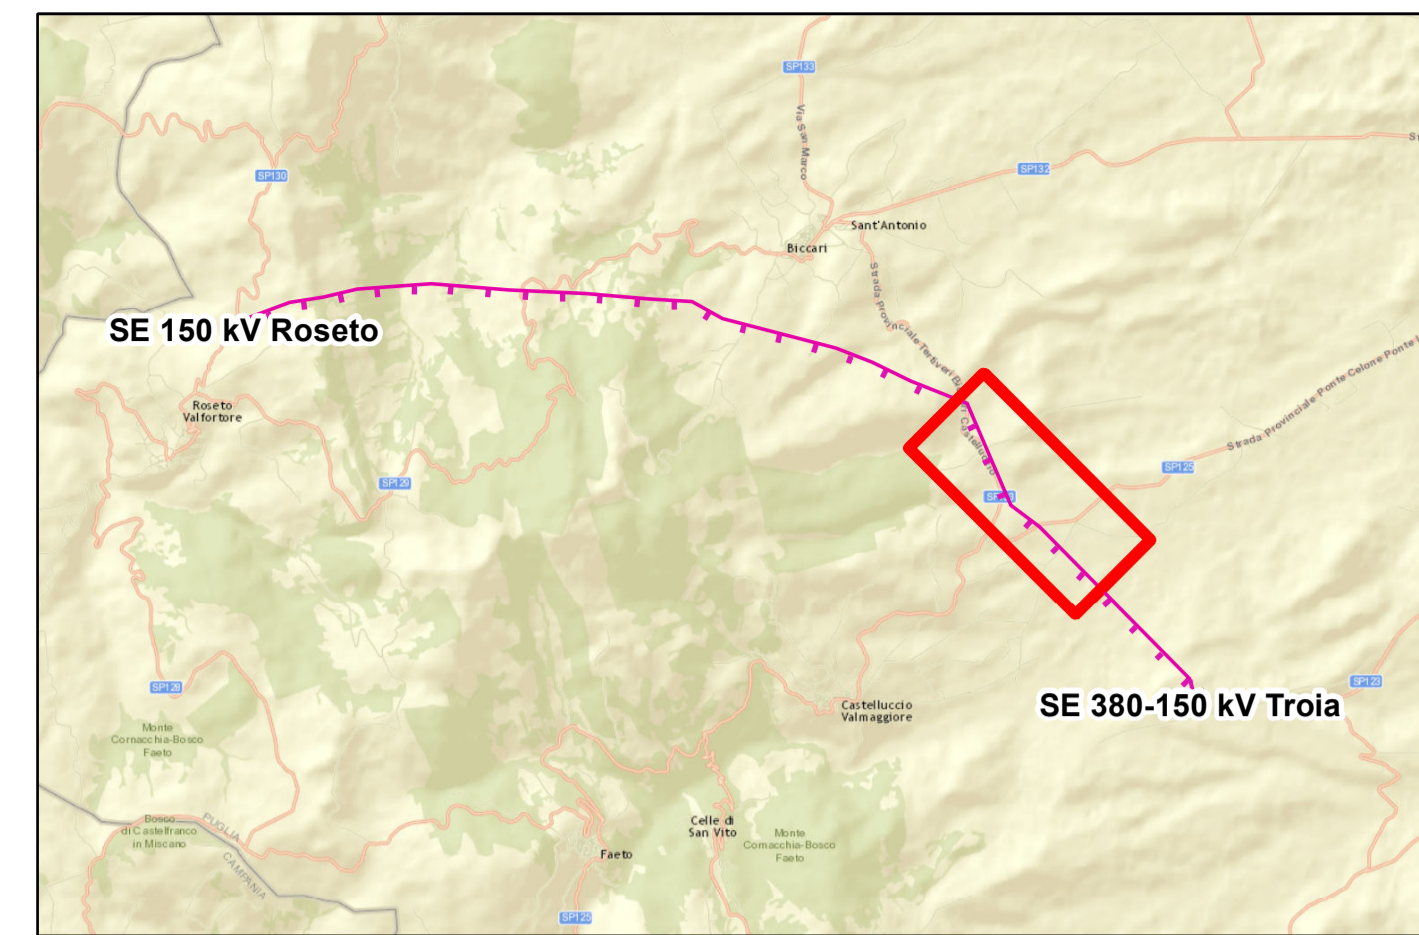 SP133
Via San Marco
SP130
SP132
Sant'Antonio
Biccari
SE 150 kV Roseto
Roseto
Valfortore
SP129
SP125
Strada Provinciale Ponte Celone Ponte
SE 380-150 kV Troia
SP123
SP128
Castelluccio
Valmaggiore
Monte
Cornacchia-Bosco
Faeto
Bosco
di Castelfranco
in Miscano
PUGLIA
CAMPANIA
Celle di
San Vito
Monte
Cornacchia-Bosco
Faeto
Faeto
SP125